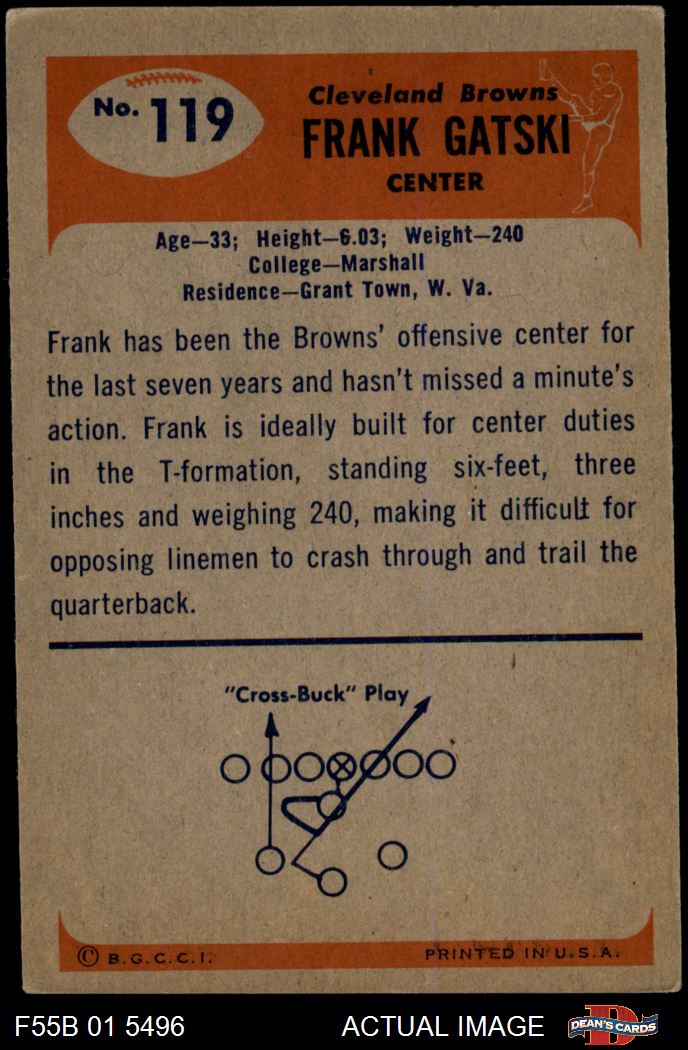 No. 119
Cleveland Browns
FRANK GATSKI
CENTER
Age—33; Height—6.03; Weight—240
College—Marshall
Residence—Grant Town, W. Va.
Frank has been the Browns' offensive center for
the last seven years and hasn't missed a minute's
action. Frank is ideally built for center duties
in the T-formation, standing six-feet, three
inches and weighing 240, making it difficult for
opposing linemen to crash through and trail the
quarterback.
"Cross-Buck" Play
© B.G.C.C.I.
PRINTED IN U.S.A.
F55B 01 5496
ACTUAL IMAGE
D
DEAN'S CARDS